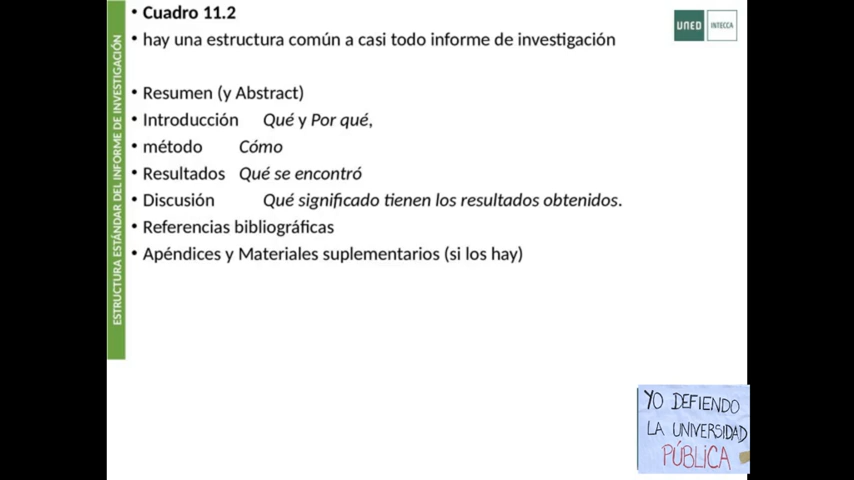 ESTRUCTURA ESTÁNDAR DEL INFORME DE INVESTIGACIÓN
• Cuadro 11.2
• hay una estructura común a casi todo informe de investigación
• Resumen (y Abstract)
• Introducción Qué y Por qué,
• método Cómo
• Resultados Qué se encontró
• Discusión Qué significado tienen los resultados obtenidos.
• Referencias bibliográficas
• Apéndices y Materiales suplementarios (si los hay)
UNED INTECCA
YO DEFIENDO
LA UNIVERSIDAD
PÚBLICA